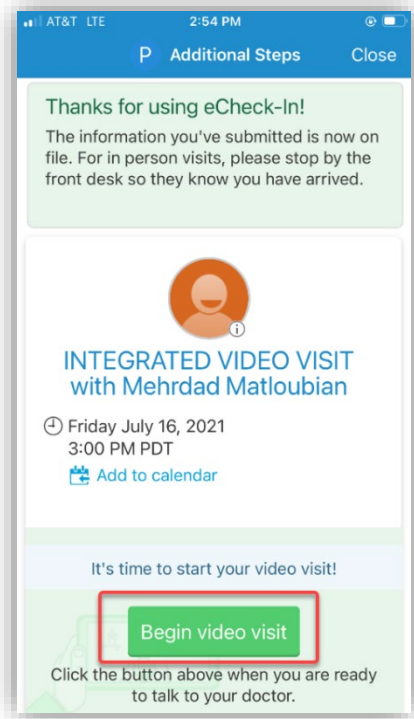 AT&T LTE 2:54 PM
P Additional Steps Close
Thanks for using eCheck-In!
The information you've submitted is now on
file. For in person visits, please stop by the
front desk so they know you have arrived.
i
INTEGRATED VIDEO VISIT
with Mehrdad Matloubian
Friday July 16, 2021
3:00 PM PDT
Add to calendar
It's time to start your video visit!
Begin video visit
Click the button above when you are ready
to talk to your doctor.